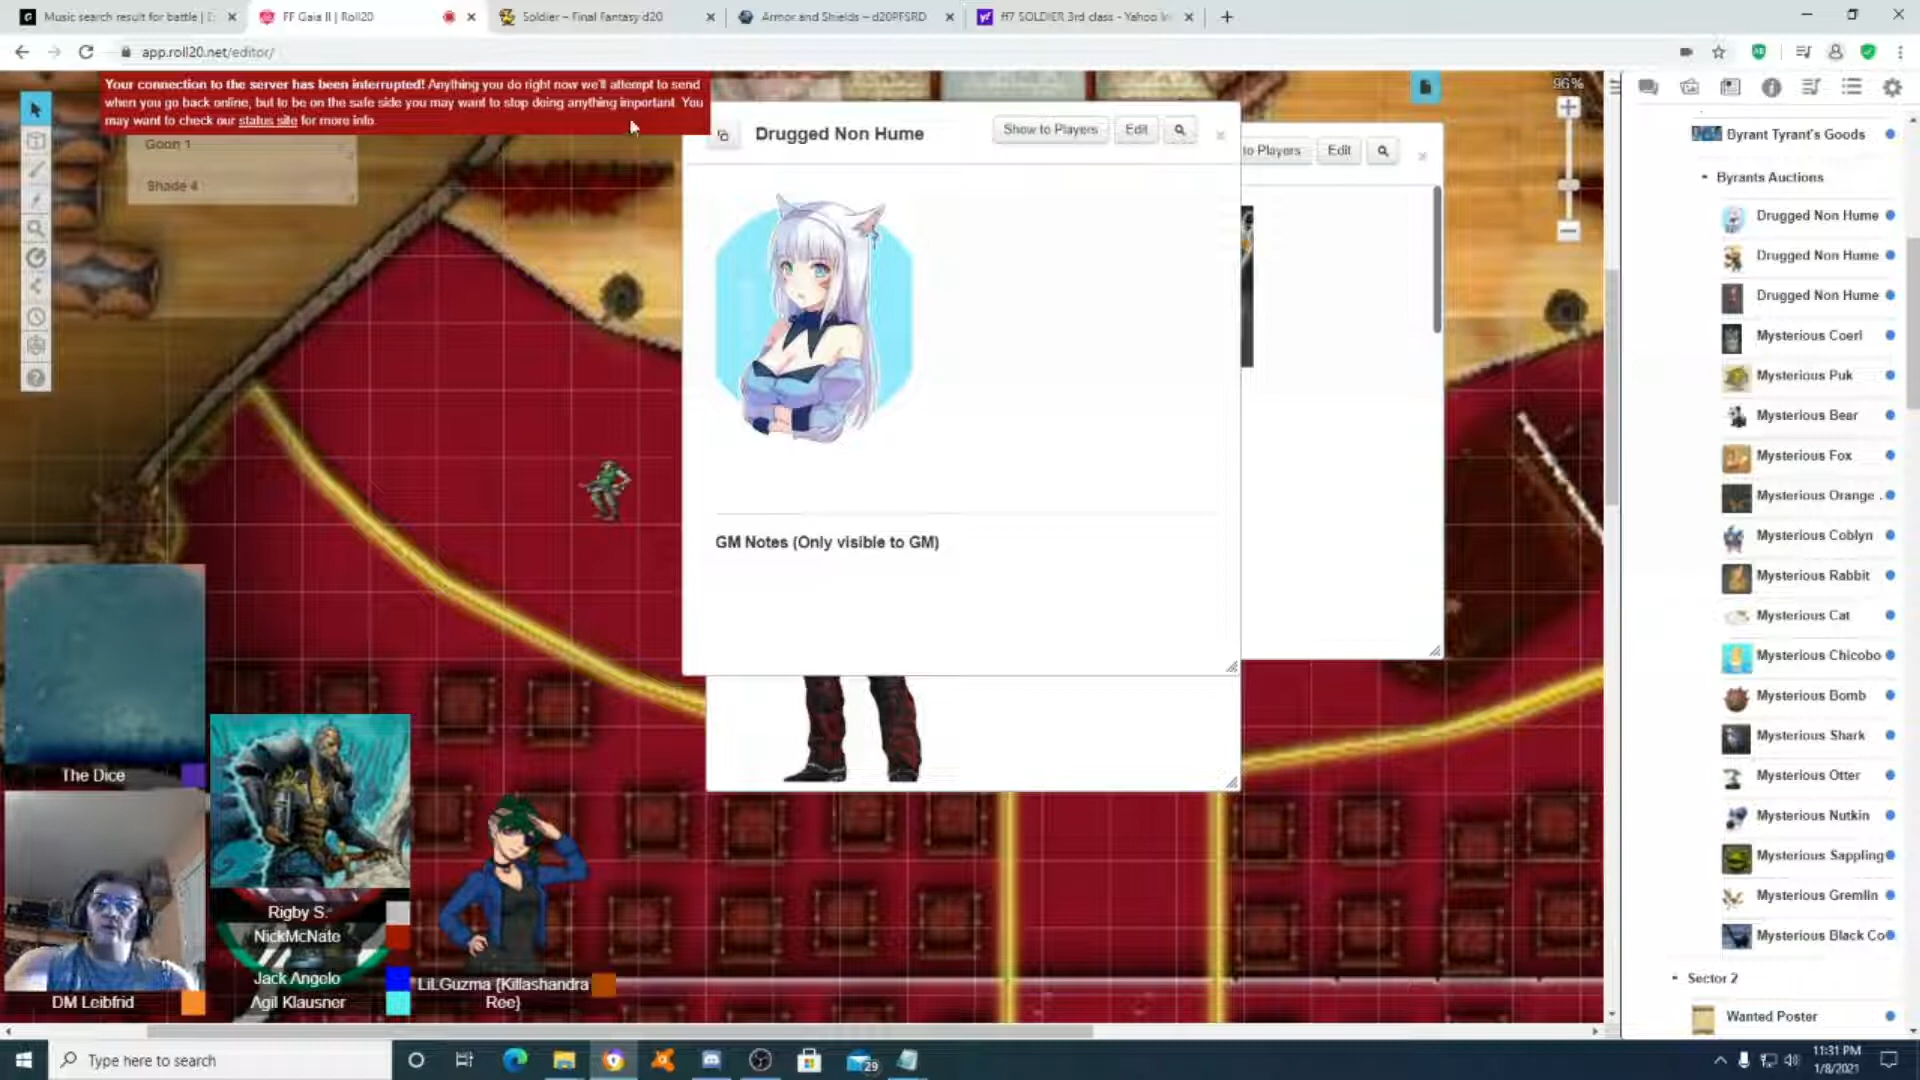 Music search result for battle | E
FF Gaia II | Roll20
Soldier – Final Fantasy d20
Armor and Shields – d20PFSRD
ff7 SOLDIER 3rd class - Yahoo
app.roll20.net/editor/
Your connection to the server has been interrupted! Anything you do right now we'll attempt to send
when you go back online, but to be on the safe side you may want to stop doing anything important. You
may want to check our status site for more info.
96%
Goon 1
Shade 4
Drugged Non Hume
Show to Players
Edit
to Players
Edit
GM Notes (Only visible to GM)
Byrant Tyrant's Goods
Byrants Auctions
Drugged Non Hume
Drugged Non Hume
Drugged Non Hume
Mysterious Coerl
Mysterious Puk
Mysterious Bear
Mysterious Fox
Mysterious Orange
Mysterious Coblyn
Mysterious Rabbit
Mysterious Cat
Mysterious Chicobo
Mysterious Bomb
Mysterious Shark
Mysterious Otter
Mysterious Nutkin
Mysterious Sappling
Mysterious Gremlin
Mysterious Black Co
Sector 2
Wanted Poster
The Dice
DM Leibfrid
Rigby S.
NickMcNate
Jack Angelo
Agil Klausner
LiLGuzma {Killashandra
Ree}
Type here to search
29
11:31 PM
1/8/2021